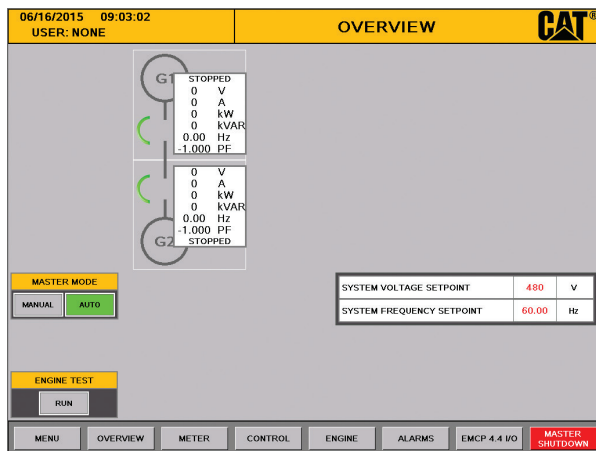 06/16/2015 09:03:02
USER: NONE
OVERVIEW
CAT®
G1
STOPPED
0 V
0 A
0 kW
0 kVAR
0.00 Hz
-1.000 PF
0 V
0 A
0 kW
0 kVAR
0.00 Hz
-1.000 PF
STOPPED
G2
MASTER MODE
MANUAL AUTO
SYSTEM VOLTAGE SETPOINT 480 V
SYSTEM FREQUENCY SETPOINT 60.00 Hz
ENGINE TEST
RUN
MENU OVERVIEW METER CONTROL ENGINE ALARMS EMCP 4.4 I/O MASTER
SHUTDOWN